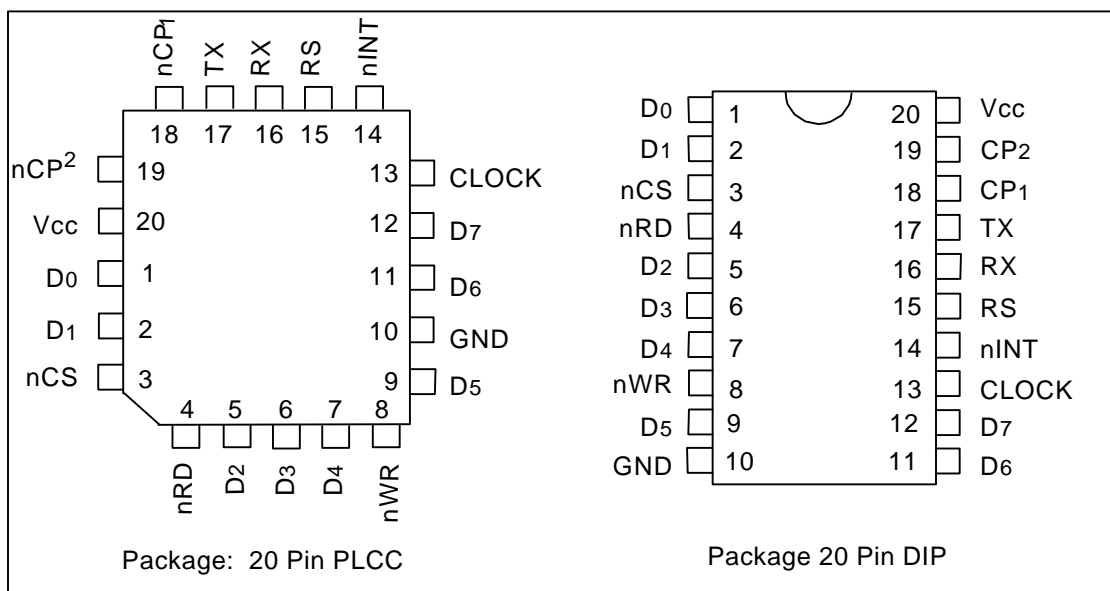 nCP1 TX RX RS nINT
18 17 16 15 14
nCP2 19 13 CLOCK
Vcc 20 12 D7
D0 1 11 D6
D1 2 10 GND
nCS 3 9 D5
4 5 6 7 8
nRD D2 D3 D4 nWR
Package: 20 Pin PLCC
D0 1 20 Vcc
D1 2 19 CP2
nCS 3 18 CP1
nRD 4 17 TX
D2 5 16 RX
D3 6 15 RS
D4 7 14 nINT
nWR 8 13 CLOCK
D5 9 12 D7
GND 10 11 D6
Package 20 Pin DIP